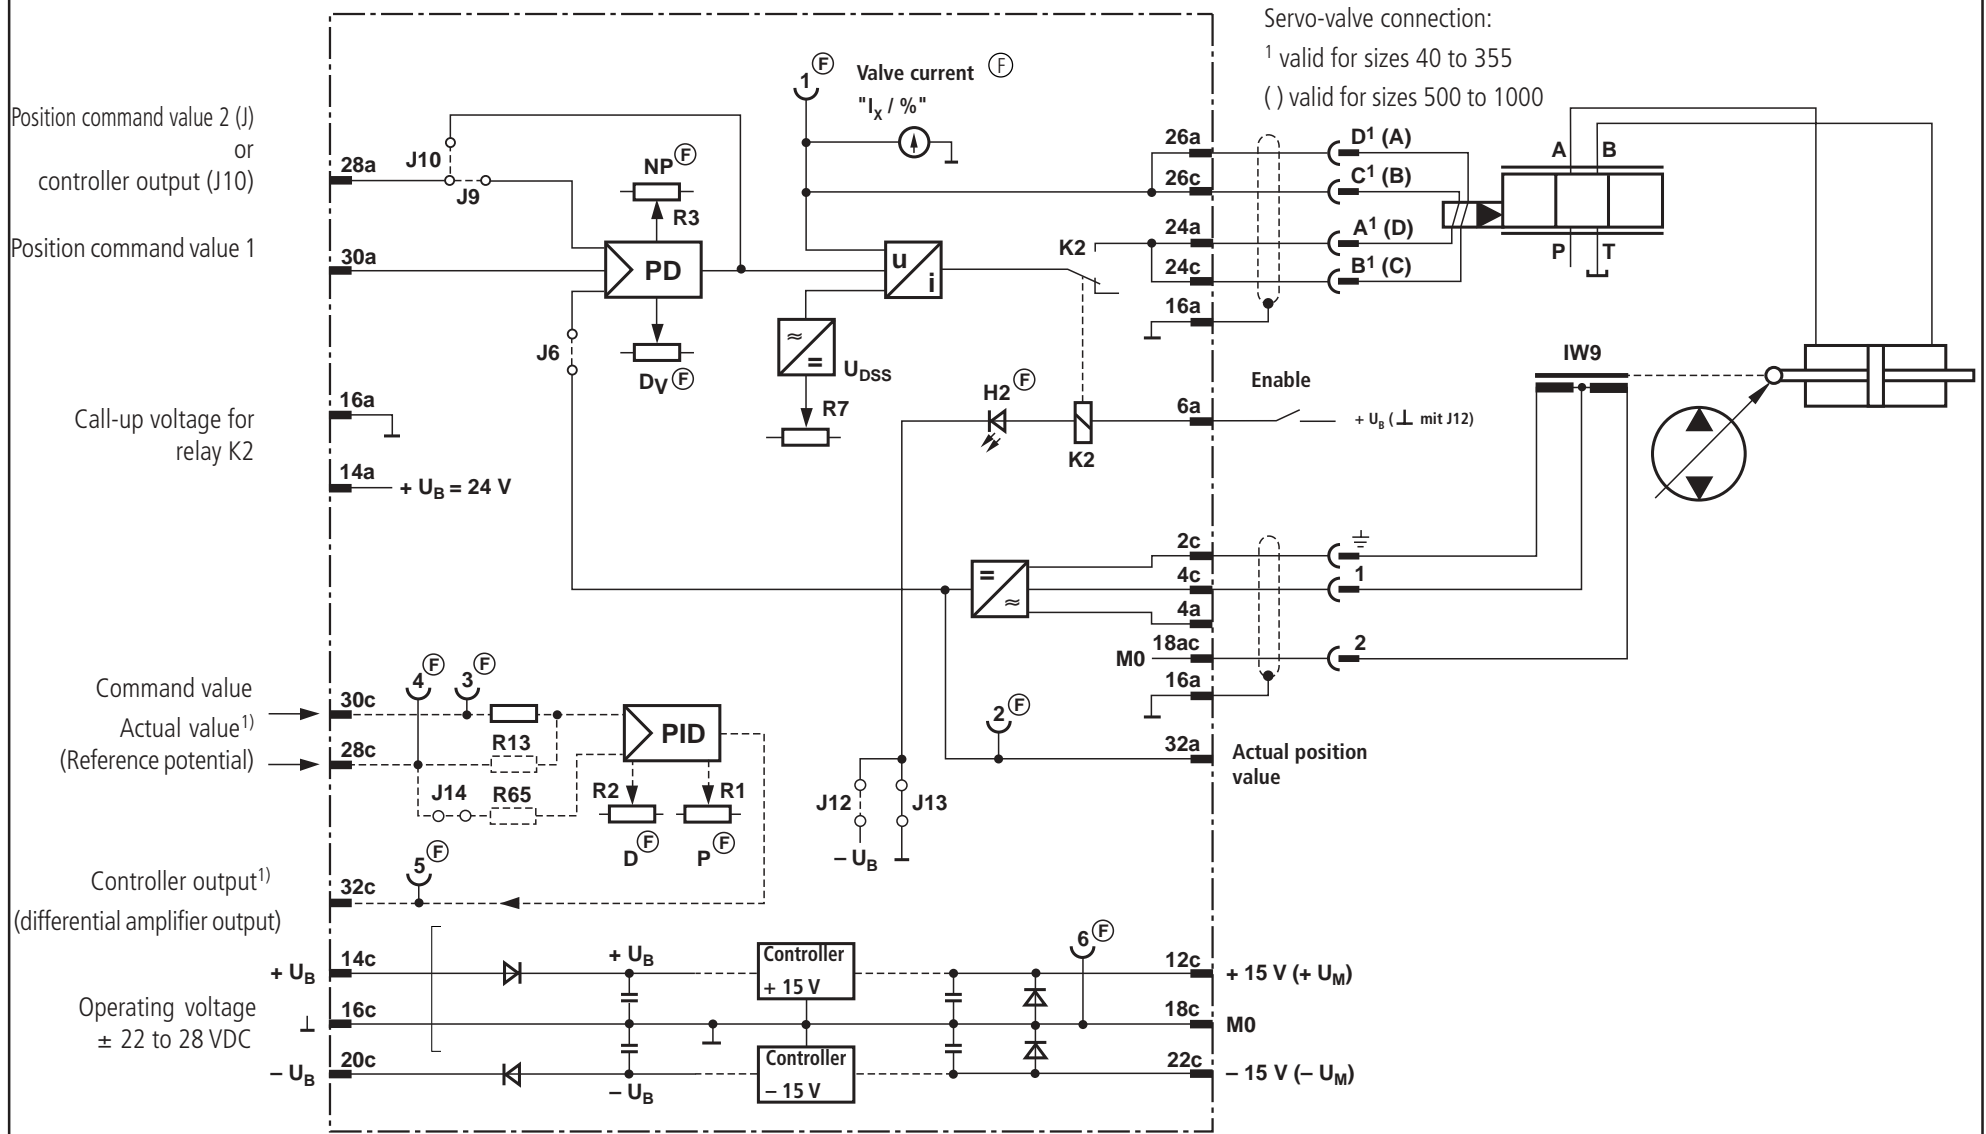 Servo-valve connection:
1 valid for sizes 40 to 355
( ) valid for sizes 500 to 1000
1 F
Valve current F
"IX / %"
Position command value 2 (J)
or
controller output (J10)
28a
J10
J9
NP F
R3
26a
D1 (A)
26c
C1 (B)
A B
P T
Position command value 1
30a
PD
u
i
K2
24a
A1 (D)
24c
B1 (C)
16a
J6
DV F
≈
=
UDSS
R7
IW9
Call-up voltage for
relay K2
16a
14a
+ UB = 24 V
H2 F
K2
6a
Enable
+ UB (⊥ mit J12)
=
≈
2c
4c
1
4a
M0
18ac
2
16a
Command value
Actual value1)
(Reference potential)
30c
28c
4 F
3 F
R13
J14
R65
PID
R2
R1
D F
P F
2 F
32a
Actual position
value
J12
J13
– UB
Controller output1)
(differential amplifier output)
32c
5 F
Operating voltage
± 22 to 28 VDC
+ UB
14c
+ UB
Controller
+ 15 V
6 F
12c
+ 15 V (+ UM)
⊥
16c
18c
M0
– UB
20c
– UB
Controller
– 15 V
22c
– 15 V (– UM)